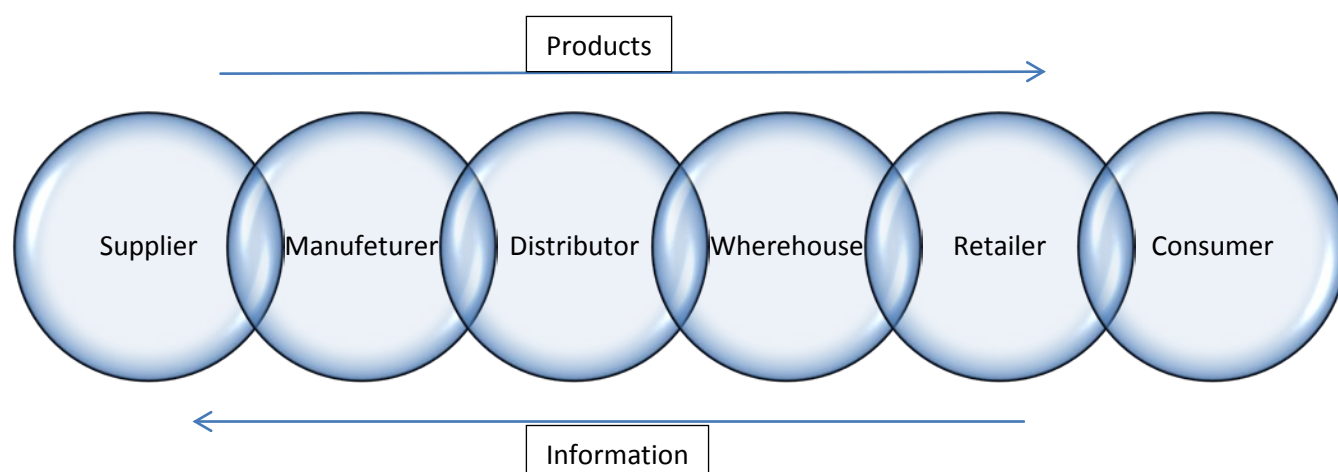 Products
Supplier Manufeturer Distributor Wherehouse Retailer Consumer
Information